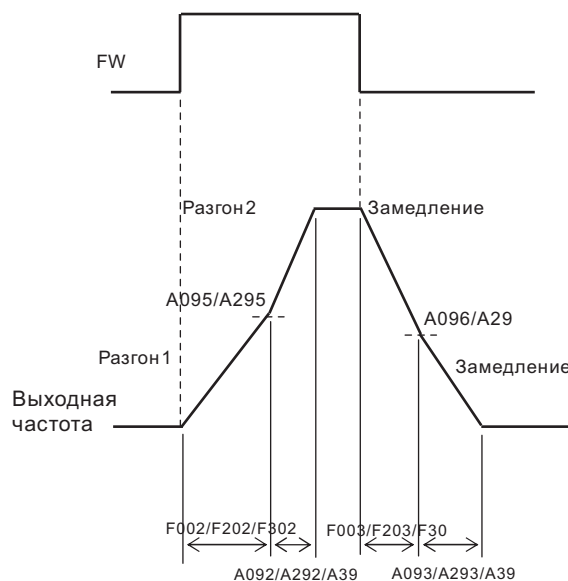 FW
Разгон2
Замедление
A095/A295
A096/A29
Разгон1
Замедление
Выходная
частота
F002/F202/F302
F003/F203/F30
A092/A292/A39
A093/A293/A39